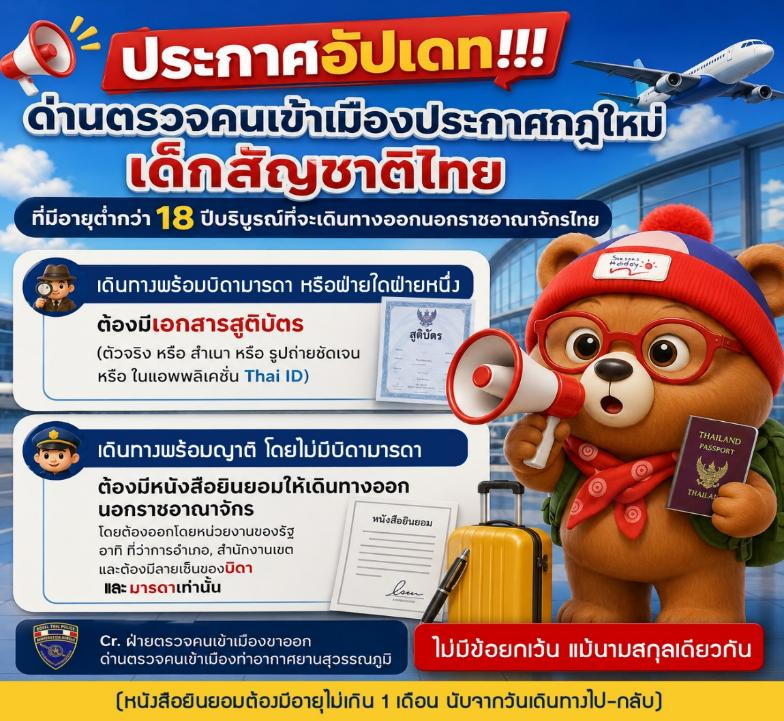 ประกาศอัปเดท!!!
ด่านตรวจคนเข้าเมืองประกาศกฎใหม่
เด็กสัญชาติไทย
ที่มีอายุต่ำกว่า 18 ปีบริบูรณ์ที่จะเดินทางออกนอกราชอาณาจักรไทย
เดินทางพร้อมบิดามารดา หรือฝ่ายใดฝ่ายหนึ่ง
ต้องมีเอกสารสูติบัตร
(ตัวจริง หรือ สำเนา หรือ รูปถ่ายชัดเจน
หรือ ในแอพพลิเคชั่น Thai ID)
สูติบัตร
เดินทางพร้อมญาติ โดยไม่มีบิดามารดา
ต้องมีหนังสือยินยอมให้เดินทางออก
นอกราชอาณาจักร
โดยต้องออกโดยหน่วยงานของรัฐ
อาทิ ที่ว่าการอำเภอ, สำนักงานเขต
และต้องมีลายเซ็นของบิดา
และ มารดาเท่านั้น
หนังสือยินยอม
THAILAND
PASSPORT
Cr. ฝ่ายตรวจคนเข้าเมืองขาออก
ด่านตรวจคนเข้าเมืองท่าอากาศยานสุวรรณภูมิ
ROYAL THAI POLICE
ไม่มีข้อยกเว้น แม้นามสกุลเดียวกัน
(หนังสือยินยอมต้องมีอายุไม่เกิน 1 เดือน นับจากวันเดินทางไป-กลับ)